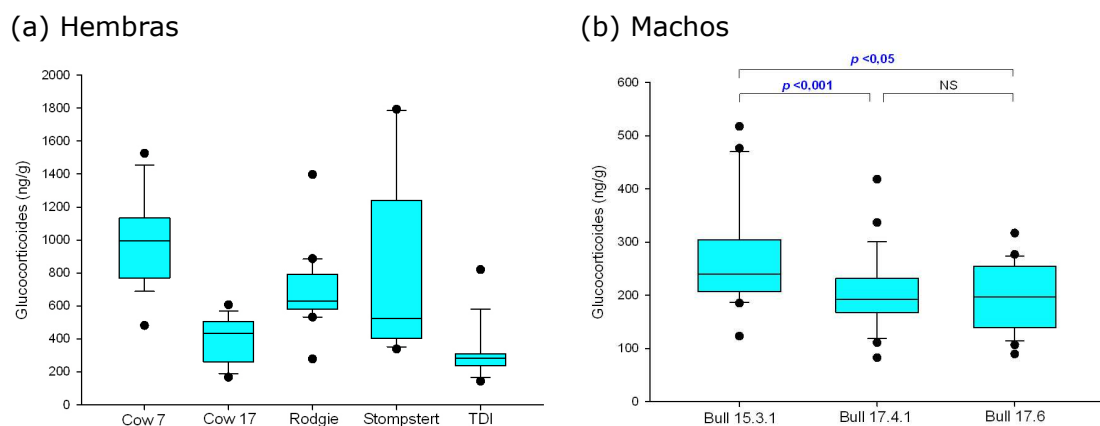 (a) Hembras
2000
1800
1600
1400
1200
1000
800
600
400
200
0
Glucocorticoides (ng/g)
Cow 7 Cow 17 Rodgie Stompstert TDI
(b) Machos
p <0,05
p <0,001 NS
600
500
400
300
200
100
0
Glucocorticoides (ng/g)
Bull 15.3.1 Bull 17.4.1 Bull 17.6